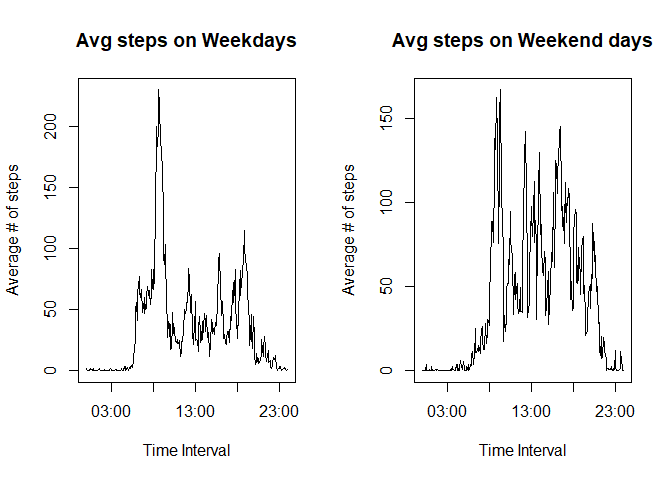 Avg steps on Weekdays
Average # of steps
0
50
100
150
200
03:00
13:00
23:00
Time Interval
Avg steps on Weekend days
Average # of steps
0
50
100
150
03:00
13:00
23:00
Time Interval